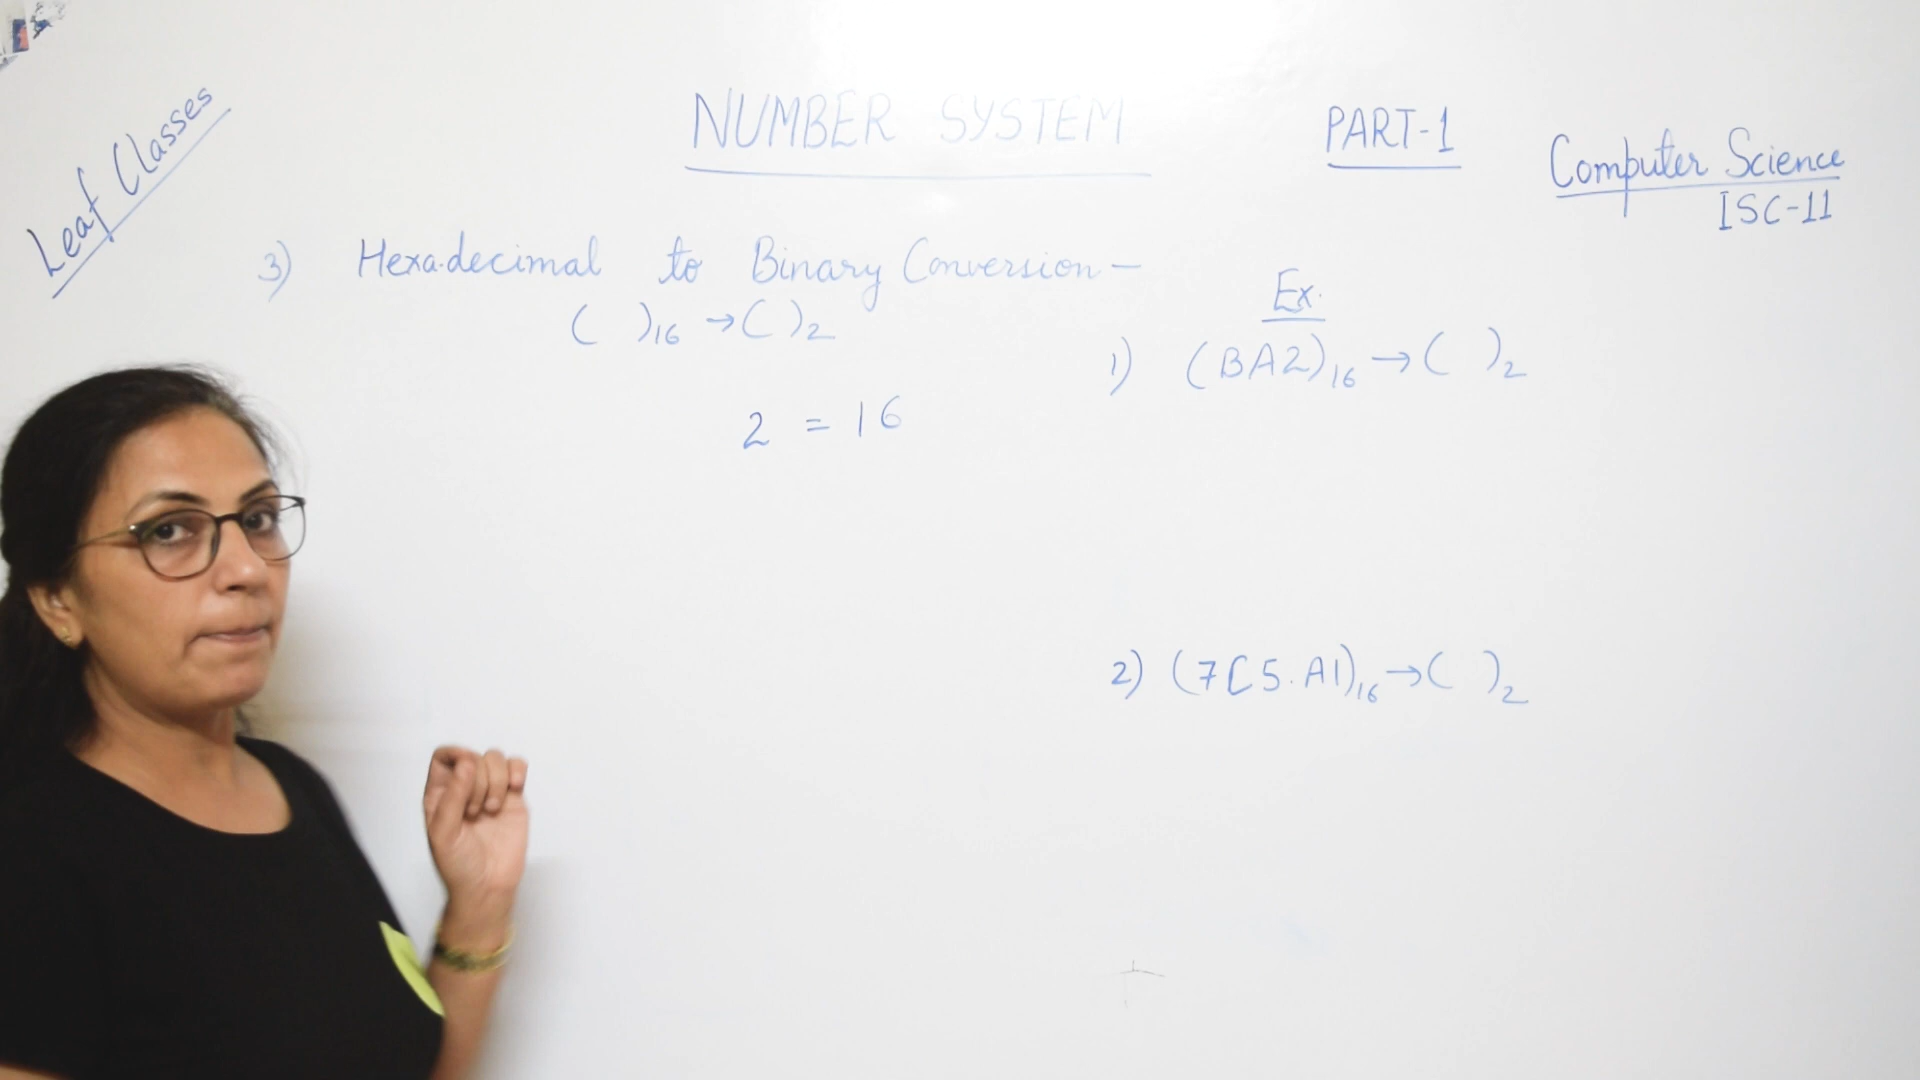 Leaf Classes
NUMBER SYSTEM
PART-1
Computer Science
ISC-11
3) Hexa.decimal to Binary Conversion-
( )₁₆ → ( )₂
2 = 16
Ex.
1) (BA2)₁₆ → ( )₂
2) (7C5.A1)₁₆ → ( )₂